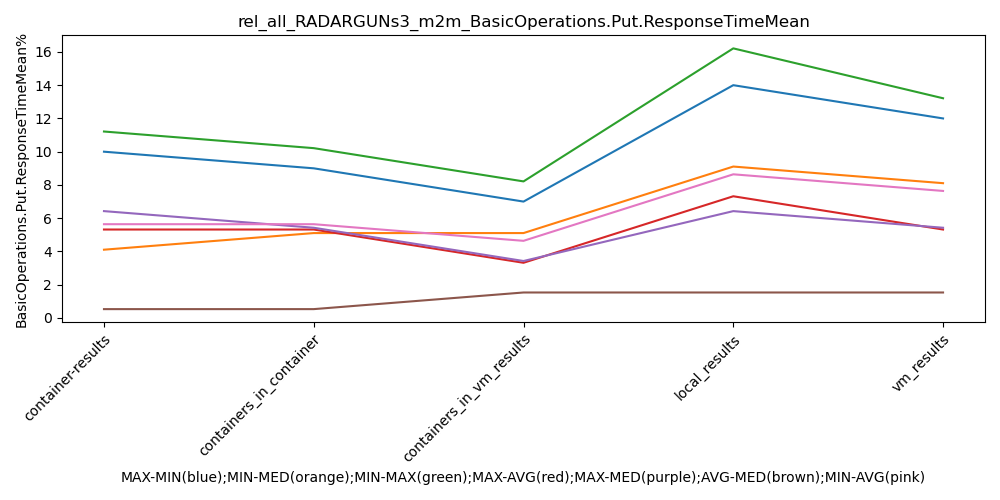 rel_all_RADARGUNs3_m2m_BasicOperations.Put.ResponseTimeMean
BasicOperations.Put.ResponseTimeMean%
16
14
12
10
8
6
4
2
0
container-results
containers_in_container
containers_in_vm_results
local_results
vm_results
MAX-MIN(blue);MIN-MED(orange);MIN-MAX(green);MAX-AVG(red);MAX-MED(purple);AVG-MED(brown);MIN-AVG(pink)